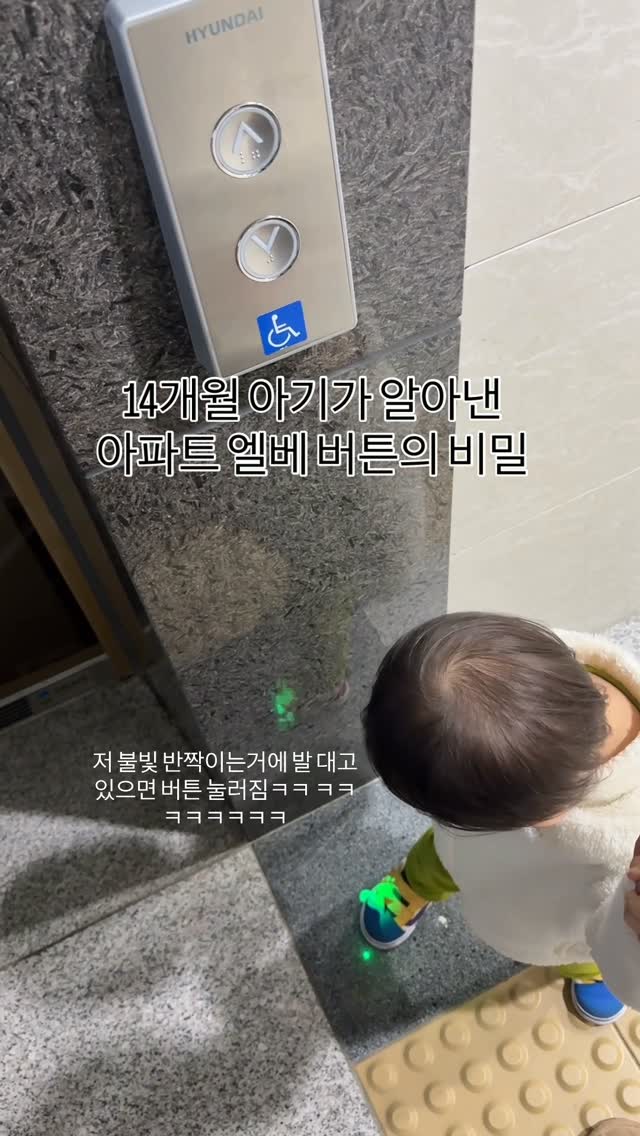 HYUNDAI
14개월 아기가 알아낸
아파트 엘베 버튼의 비밀
저 불빛 반짝이는거에 발 대고
있으면 버튼 눌러짐ㅋㅋ ㅋㅋ
ㅋㅋㅋㅋㅋㅋ